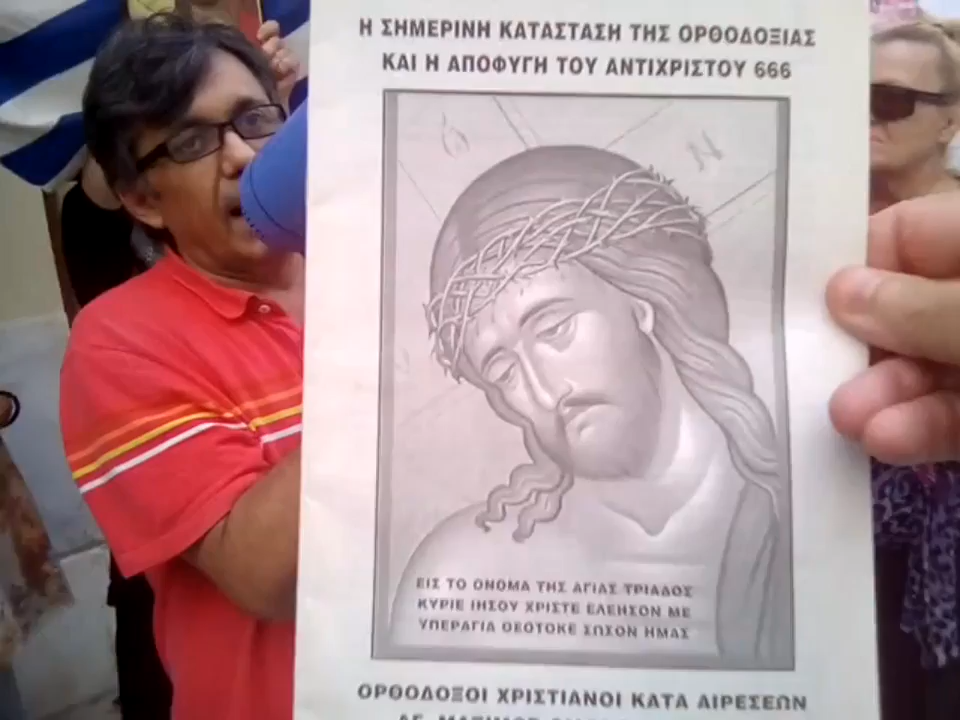 Η ΣΗΜΕΡΙΝΗ ΚΑΤΑΣΤΑΣΗ ΤΗΣ ΟΡΘΟΔΟΞΙΑΣ
ΚΑΙ Η ΑΠΟΦΥΓΗ ΤΟΥ ΑΝΤΙΧΡΙΣΤΟΥ 666
Ο Ν
ΕΙΣ ΤΟ ΟΝΟΜΑ ΤΗΣ ΑΓΙΑΣ ΤΡΙΑΔΟΣ
ΚΥΡΙΕ ΙΗΣΟΥ ΧΡΙΣΤΕ ΕΛΕΗΣΟΝ ΜΕ
ΥΠΕΡΑΓΙΑ ΘΕΟΤΟΚΕ ΣΩΣΟΝ ΗΜΑΣ
ΟΡΘΟΔΟΞΟΙ ΧΡΙΣΤΙΑΝΟΙ ΚΑΤΑ ΑΙΡΕΣΕΩΝ